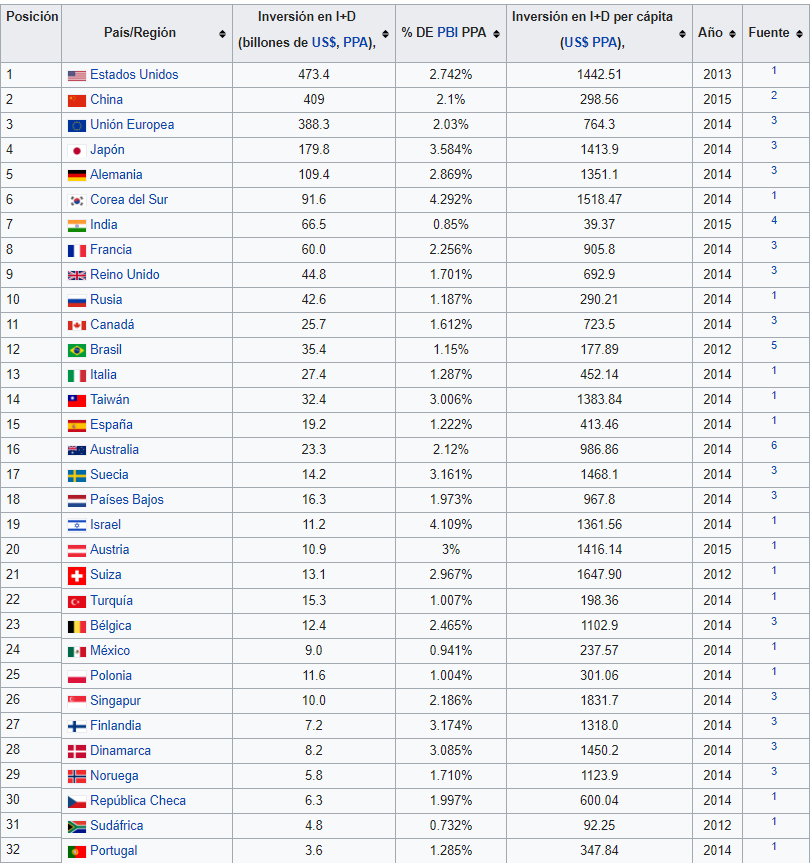 Posición País/Región Inversión en I+D (billones de US$, PPA), % DE PBI PPA Inversión en I+D per cápita (US$ PPA), Año Fuente
1 Estados Unidos 473.4 2.742% 1442.51 2013 1
2 China 409 2.1% 298.56 2015 2
3 Unión Europea 388.3 2.03% 764.3 2014 3
4 Japón 179.8 3.584% 1413.9 2014 3
5 Alemania 109.4 2.869% 1351.1 2014 3
6 Corea del Sur 91.6 4.292% 1518.47 2014 1
7 India 66.5 0.85% 39.37 2015 4
8 Francia 60.0 2.256% 905.8 2014 3
9 Reino Unido 44.8 1.701% 692.9 2014 3
10 Rusia 42.6 1.187% 290.21 2014 1
11 Canadá 25.7 1.612% 723.5 2014 3
12 Brasil 35.4 1.15% 177.89 2012 5
13 Italia 27.4 1.287% 452.14 2014 1
14 Taiwán 32.4 3.006% 1383.84 2014 1
15 España 19.2 1.222% 413.46 2014 1
16 Australia 23.3 2.12% 986.86 2014 6
17 Suecia 14.2 3.161% 1468.1 2014 3
18 Países Bajos 16.3 1.973% 967.8 2014 3
19 Israel 11.2 4.109% 1361.56 2014 1
20 Austria 10.9 3% 1416.14 2015 1
21 Suiza 13.1 2.967% 1647.90 2012 1
22 Turquía 15.3 1.007% 198.36 2014 1
23 Bélgica 12.4 2.465% 1102.9 2014 3
24 México 9.0 0.941% 237.57 2014 1
25 Polonia 11.6 1.004% 301.06 2014 1
26 Singapur 10.0 2.186% 1831.7 2014 3
27 Finlandia 7.2 3.174% 1318.0 2014 3
28 Dinamarca 8.2 3.085% 1450.2 2014 3
29 Noruega 5.8 1.710% 1123.9 2014 3
30 República Checa 6.3 1.997% 600.04 2014 1
31 Sudáfrica 4.8 0.732% 92.25 2012 1
32 Portugal 3.6 1.285% 347.84 2014 1